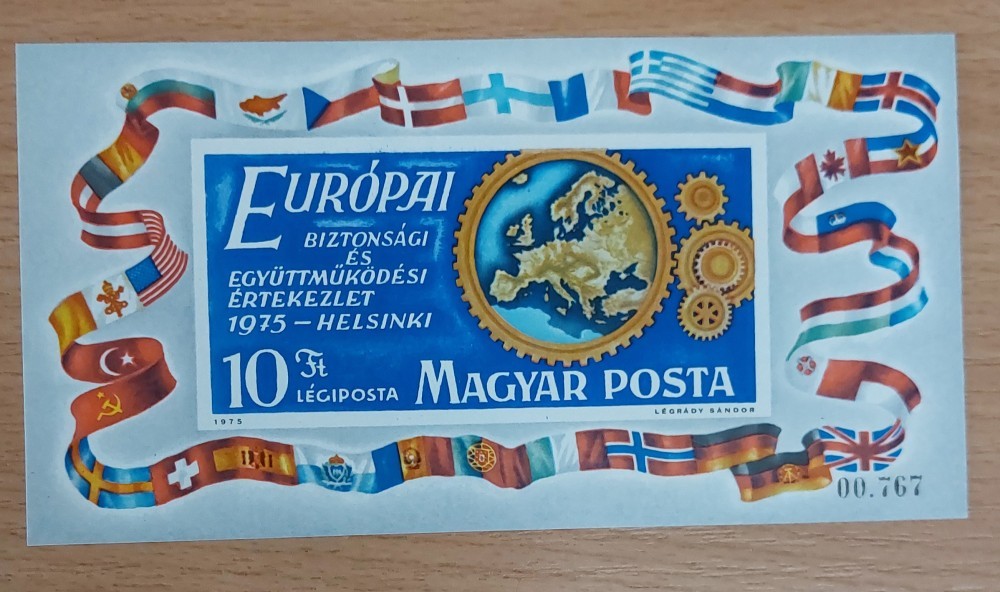 EURÓPAI
BIZTONSÁGI
ÉS
EGYÜTTMŰKÖDÉSI
ÉRTEKEZLET
1975 – HELSINKI
10 Ft
LÉGIPOSTA
MAGYAR POSTA
1975
LÉGRÁDY SÁNDOR
00.767